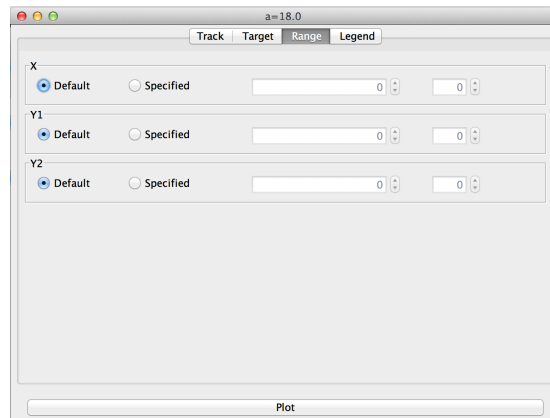 a=18.0
Track Target Range Legend
X
Default Specified 0 0
Y1
Default Specified 0 0
Y2
Default Specified 0 0
Plot